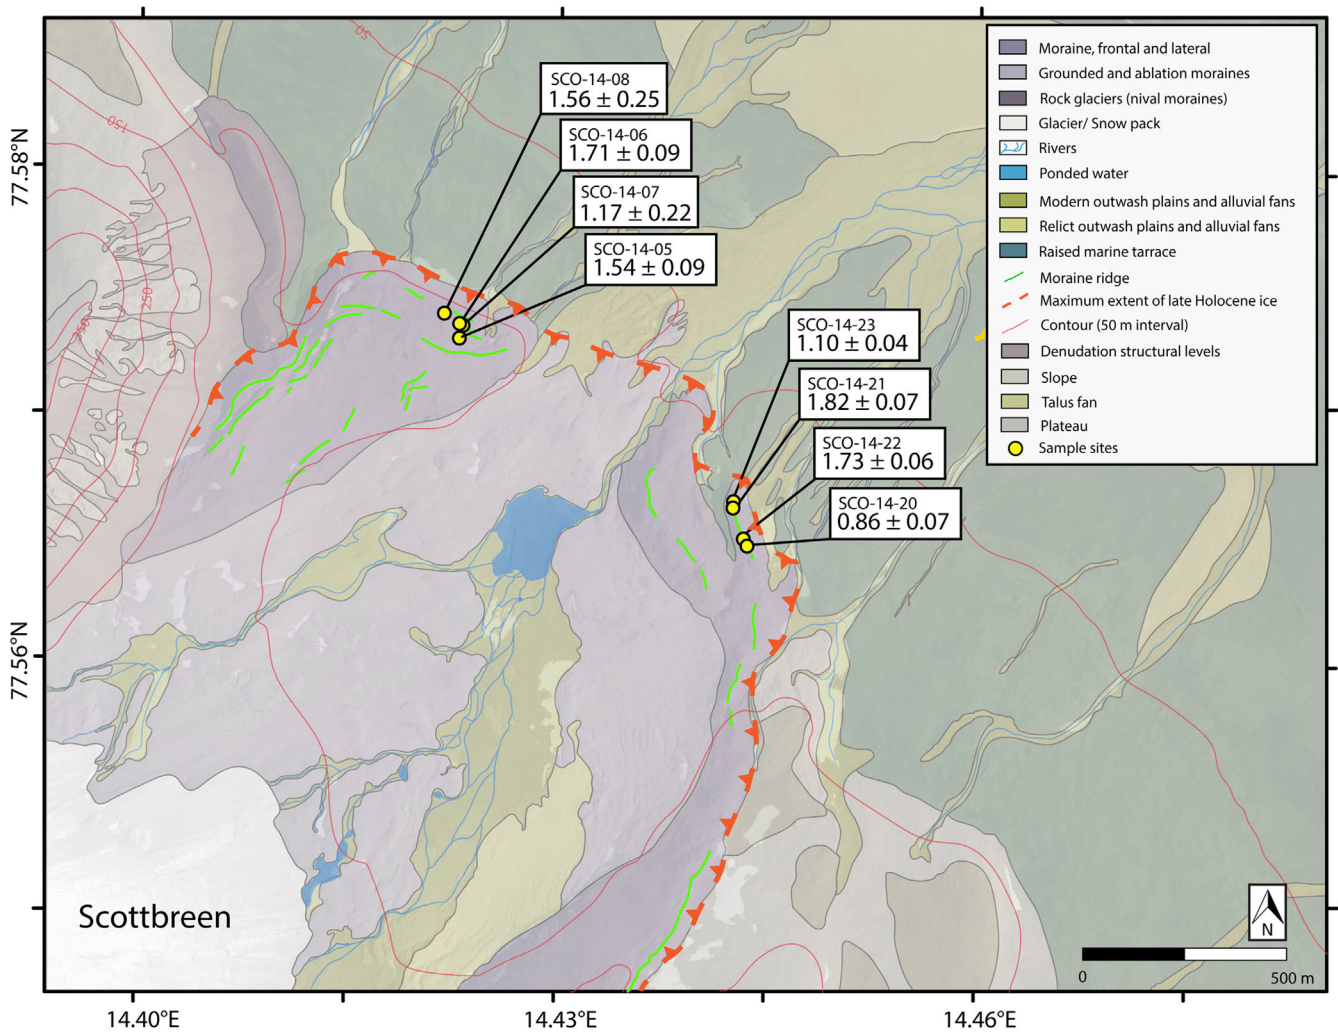 50
150
250
350
SCO-14-08
1.56 ± 0.25
SCO-14-06
1.71 ± 0.09
SCO-14-07
1.17 ± 0.22
SCO-14-05
1.54 ± 0.09
SCO-14-23
1.10 ± 0.04
SCO-14-21
1.82 ± 0.07
SCO-14-22
1.73 ± 0.06
SCO-14-20
0.86 ± 0.07
Moraine, frontal and lateral
Grounded and ablation moraines
Rock glaciers (nival moraines)
Glacier/ Snow pack
Rivers
Ponded water
Modern outwash plains and alluvial fans
Relict outwash plains and alluvial fans
Raised marine tarrace
Moraine ridge
Maximum extent of late Holocene ice
Contour (50 m interval)
Denudation structural levels
Slope
Talus fan
Plateau
Sample sites
77.58°N
77.56°N
Scottbreen
N
0
500 m
14.40°E
14.43°E
14.46°E